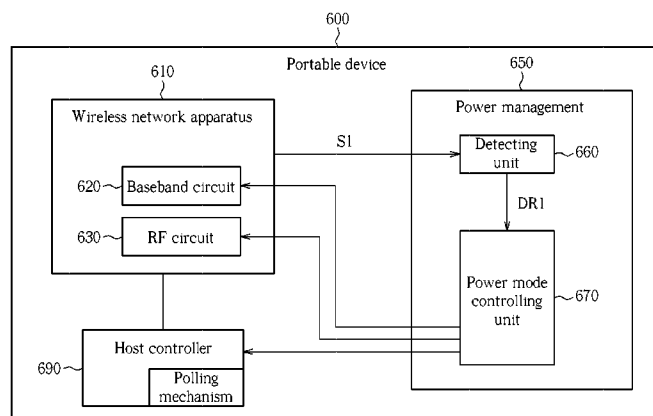 600
Portable device
610
650
Wireless network apparatus
Power management
S1
Detecting
unit
660
620
Baseband circuit
DR1
630
RF circuit
Power mode
controlling
unit
670
Host controller
690
Polling
mechanism